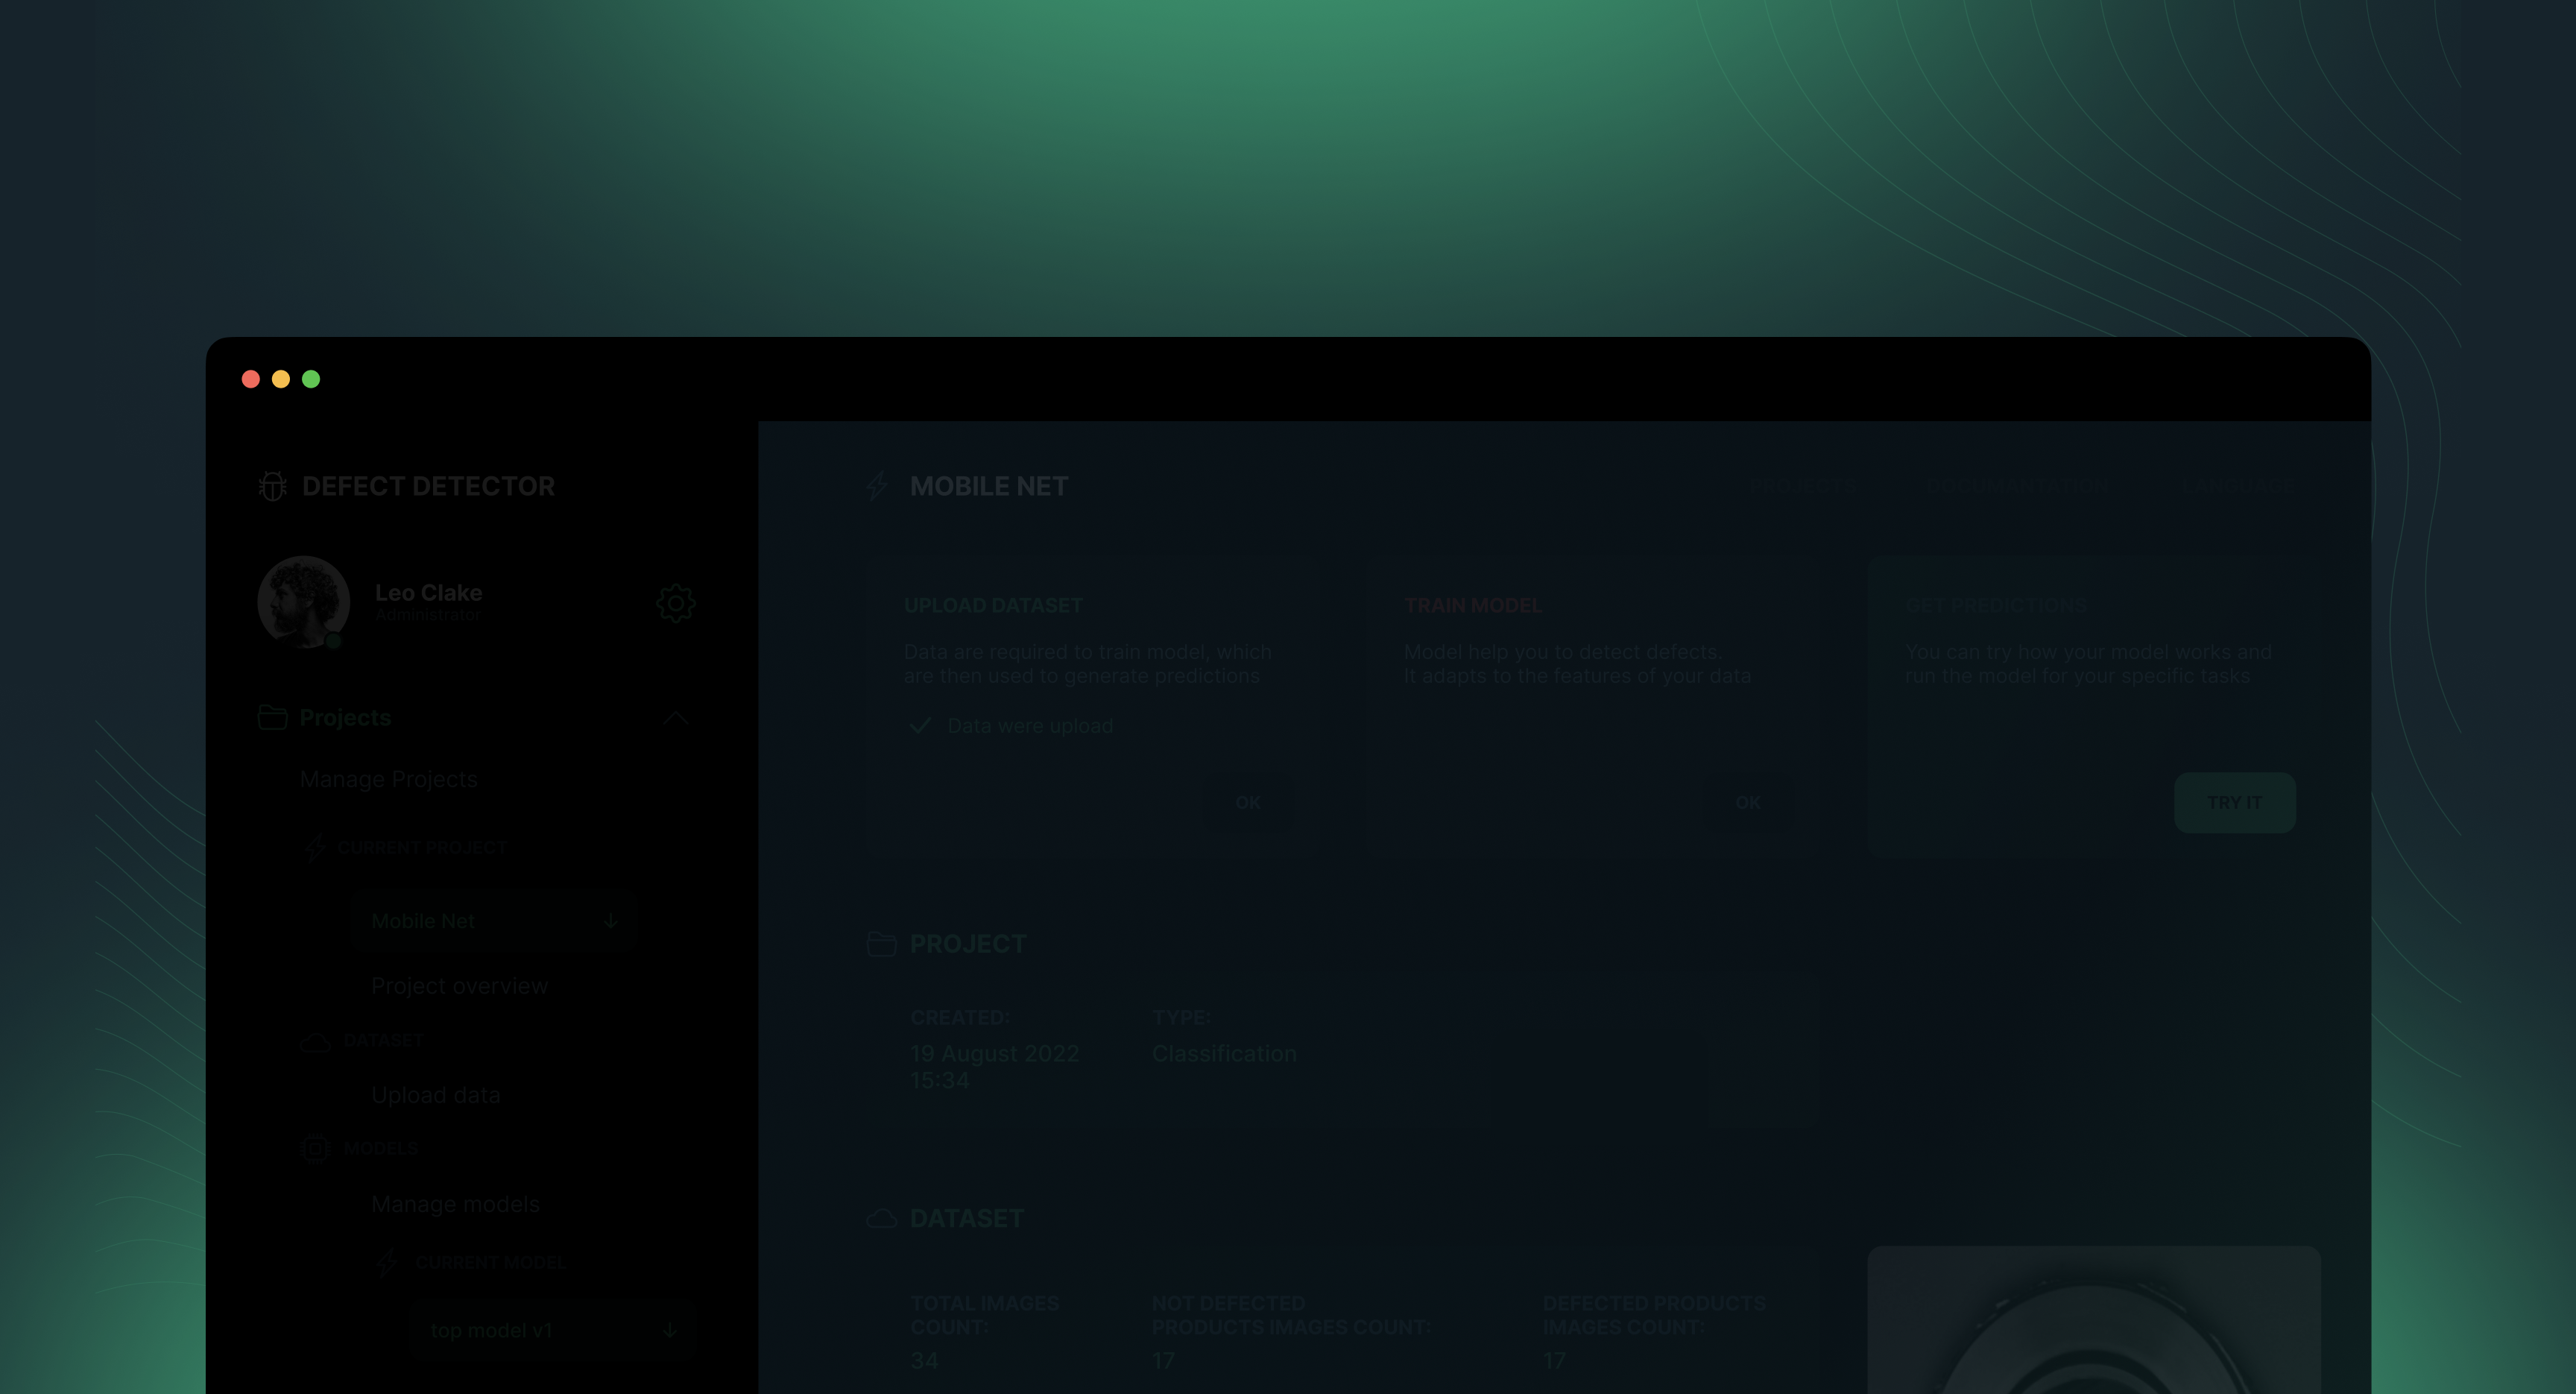 DEFECT DETECTOR
Leo Clake
Administrator
Projects
Manage Projects
CURRENT PROJECT
Mobile Net
Project overview
DATASET
Upload data
MODELS
Manage models
CURRENT MODEL
top model v1
MOBILE NET
PROJECTS
DOCUMANTATION
LANGUAGE
UPLOAD DATASET
Data are required to train model, which
are then used to generate predictions
Data were upload
OK
TRAIN MODEL
Model help you to detect defects.
It adapts to the features of your data
OK
GET PREDICTIONS
You can try how your model works and
run the model for your specific tasks
TRY IT
PROJECT
CREATED:
19 August 2022
15:34
TYPE:
Classification
DATASET
TOTAL IMAGES
COUNT:
34
NOT DEFECTED
PRODUCTS IMAGES COUNT:
17
DEFECTED PRODUCTS
IMAGES COUNT:
17